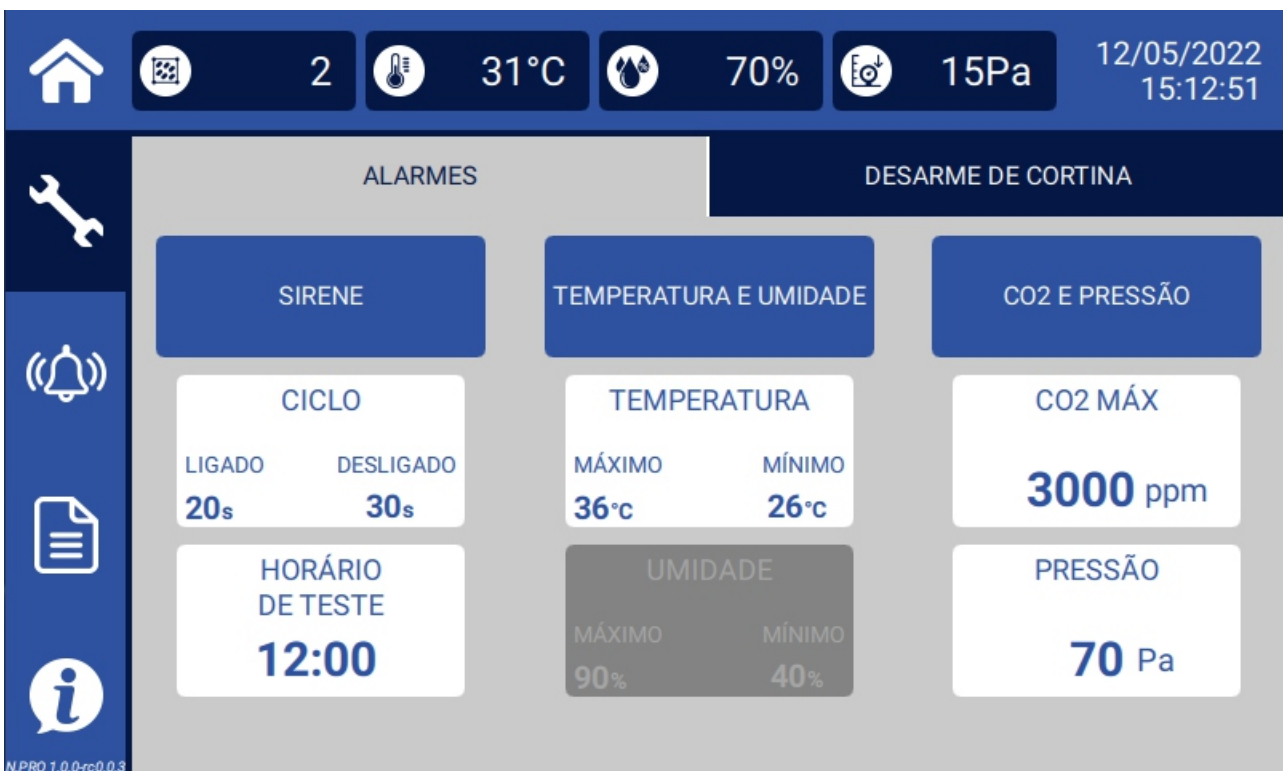 2
31°C
70%
15Pa
12/05/2022
15:12:51
ALARMES
DESARME DE CORTINA
SIRENE
TEMPERATURA E UMIDADE
CO2 E PRESSÃO
CICLO
LIGADO DESLIGADO
20s 30s
TEMPERATURA
MÁXIMO MÍNIMO
36°C 26°C
CO2 MÁX
3000 ppm
HORÁRIO
DE TESTE
12:00
UMIDADE
MÁXIMO MÍNIMO
90% 40%
PRESSÃO
70 Pa
N.PRO 1.0.0-rc0.0.3